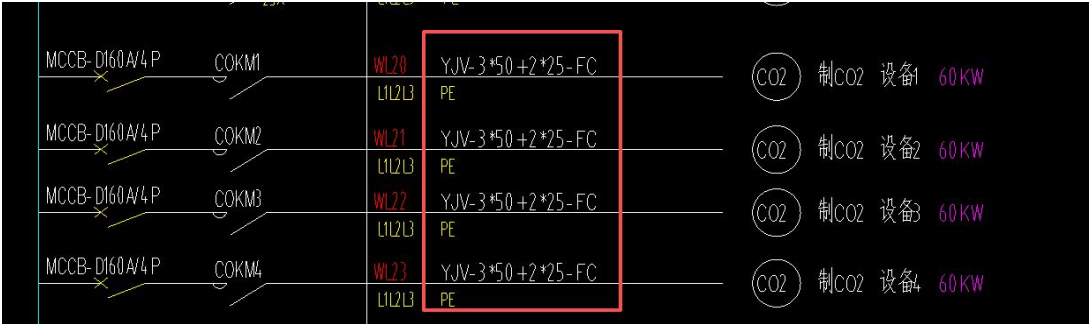 MCCB-D160A/4P COKM1 WL20 YJV-3*50+2*25-FC CO2 制CO2 设备1 60KW
L1L2L3 PE
MCCB-D160A/4P COKM2 WL21 YJV-3*50+2*25-FC CO2 制CO2 设备2 60KW
L1L2L3 PE
MCCB-D160A/4P COKM3 WL22 YJV-3*50+2*25-FC CO2 制CO2 设备3 60KW
L1L2L3 PE
MCCB-D160A/4P COKM4 WL23 YJV-3*50+2*25-FC CO2 制CO2 设备4 60KW
L1L2L3 PE